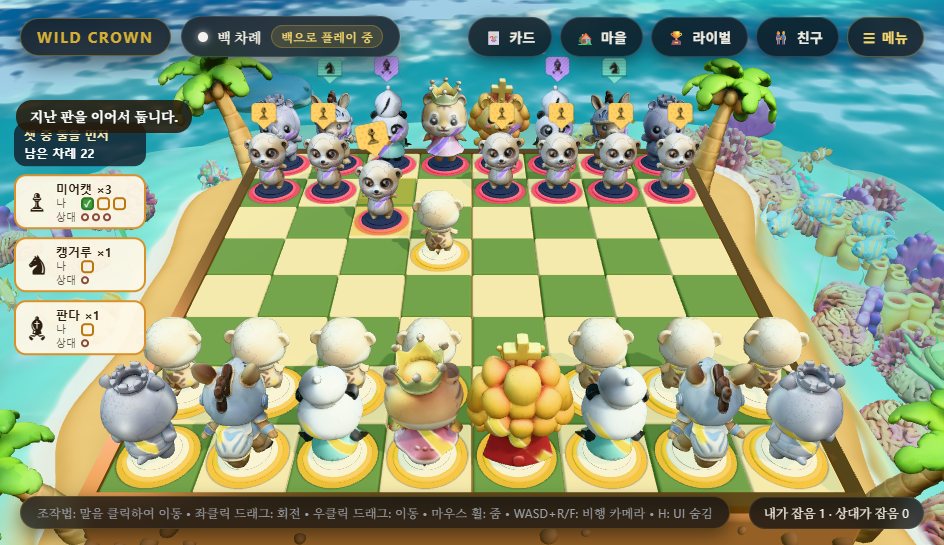 WILD CROWN
백 차례
백으로 플레이 중
카드
마을
라이벌
친구
메뉴
지난 판을 이어서 둡니다.
남은 차례 22
미어캣 ×3
나
상대
캥거루 ×1
나
상대
판다 ×1
나
상대
조작법: 말을 클릭하여 이동 • 좌클릭 드래그: 회전 • 우클릭 드래그: 이동 • 마우스 휠: 줌 • WASD+R/F: 비행 카메라 • H: UI 숨김
내가 잡음 1 · 상대가 잡음 0